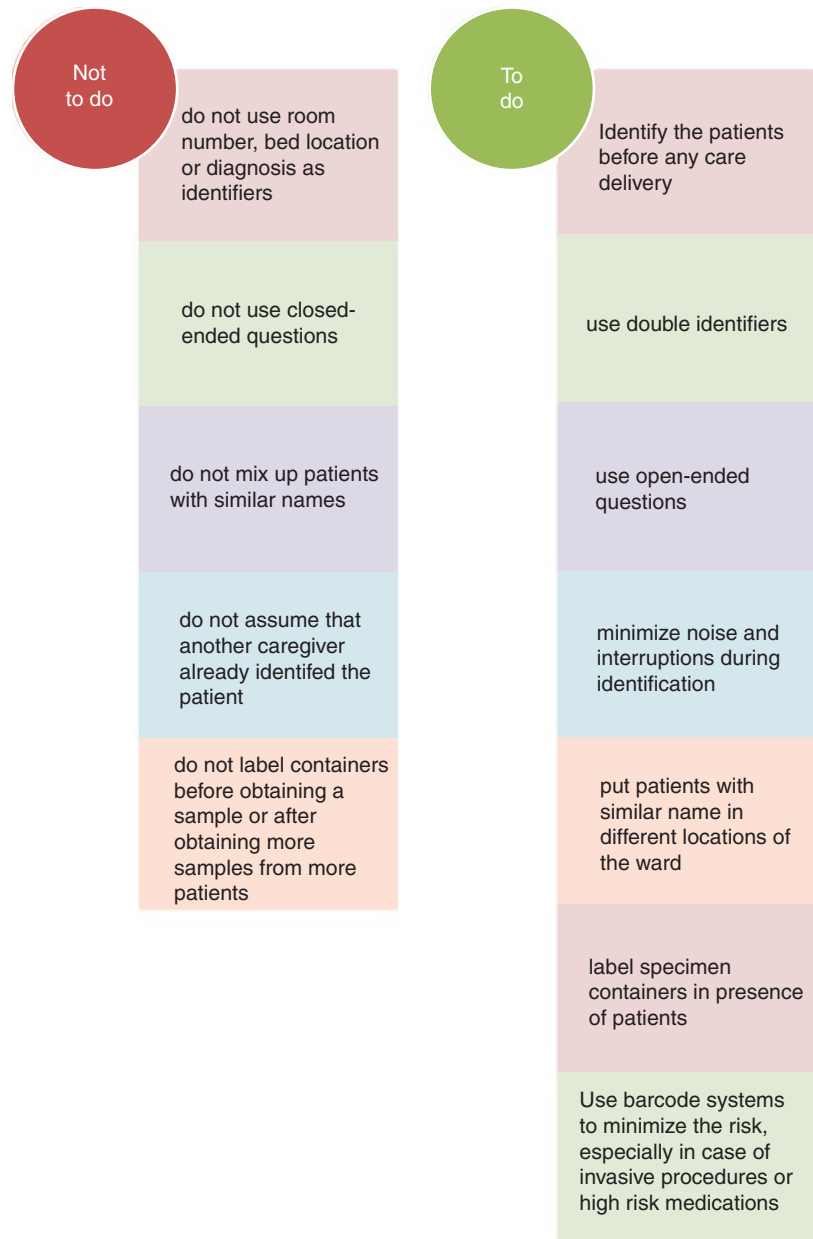 Not
to do
do not use room
number, bed location
or diagnosis as
identifiers
do not use closed-
ended questions
do not mix up patients
with similar names
do not assume that
another caregiver
already identifed the
patient
do not label containers
before obtaining a
sample or after
obtaining more
samples from more
patients
To
do
Identify the patients
before any care
delivery
use double identifiers
use open-ended
questions
minimize noise and
interruptions during
identification
put patients with
similar name in
different locations of
the ward
label specimen
containers in presence
of patients
Use barcode systems
to minimize the risk,
especially in case of
invasive procedures or
high risk medications